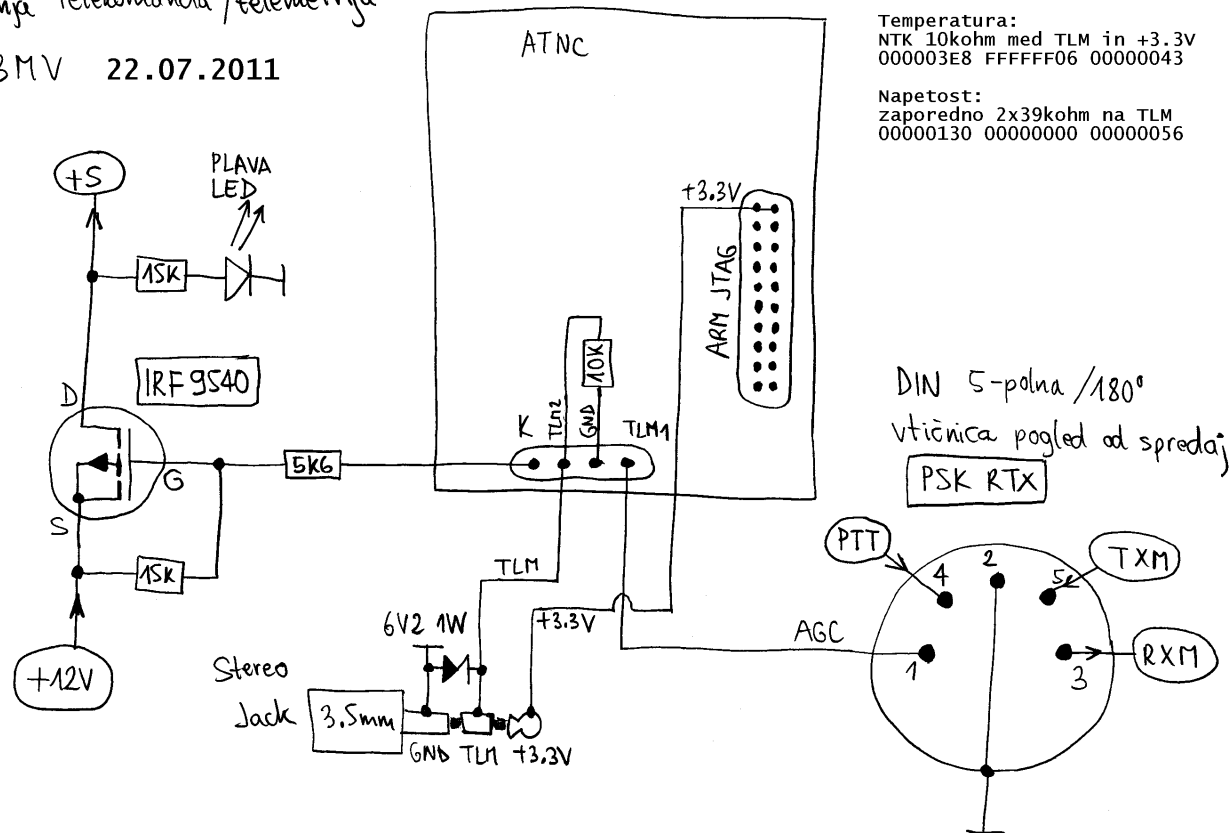 Telekomanda/telemetrija
22.07.2011
ATNC
Temperatura:
NTK 10kohm med TLM in +3.3V
000003E8 FFFFFF06 00000043
Napetost:
zaporedno 2x39kohm na TLM
00000130 00000000 00000056
+S
PLAVA
LED
15K
+3.3V
ARM JTAG
IRF9540
D
G
S
10K
K
TLM2
GND
TLM1
5K6
15K
+12V
DIN 5-polna/180°
vtičnica pogled od spredaj
PSK RTX
PTT
4
2
5
TXM
1
3
RXM
AGC
TLM
+3.3V
6V2 1W
Stereo
Jack
3.5mm
GND TLM +3.3V